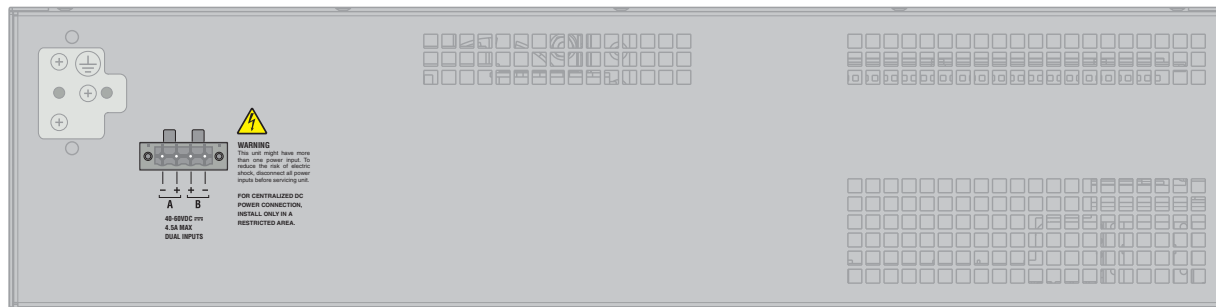 WARNING
This unit might have more
than one power input. To
reduce the risk of electric
shock, disconnect all power
inputs before servicing unit.
FOR CENTRALIZED DC
POWER CONNECTION,
INSTALL ONLY IN A
RESTRICTED AREA.
− + + −
A B
40-60VDC ⎓
4.5A MAX
DUAL INPUTS